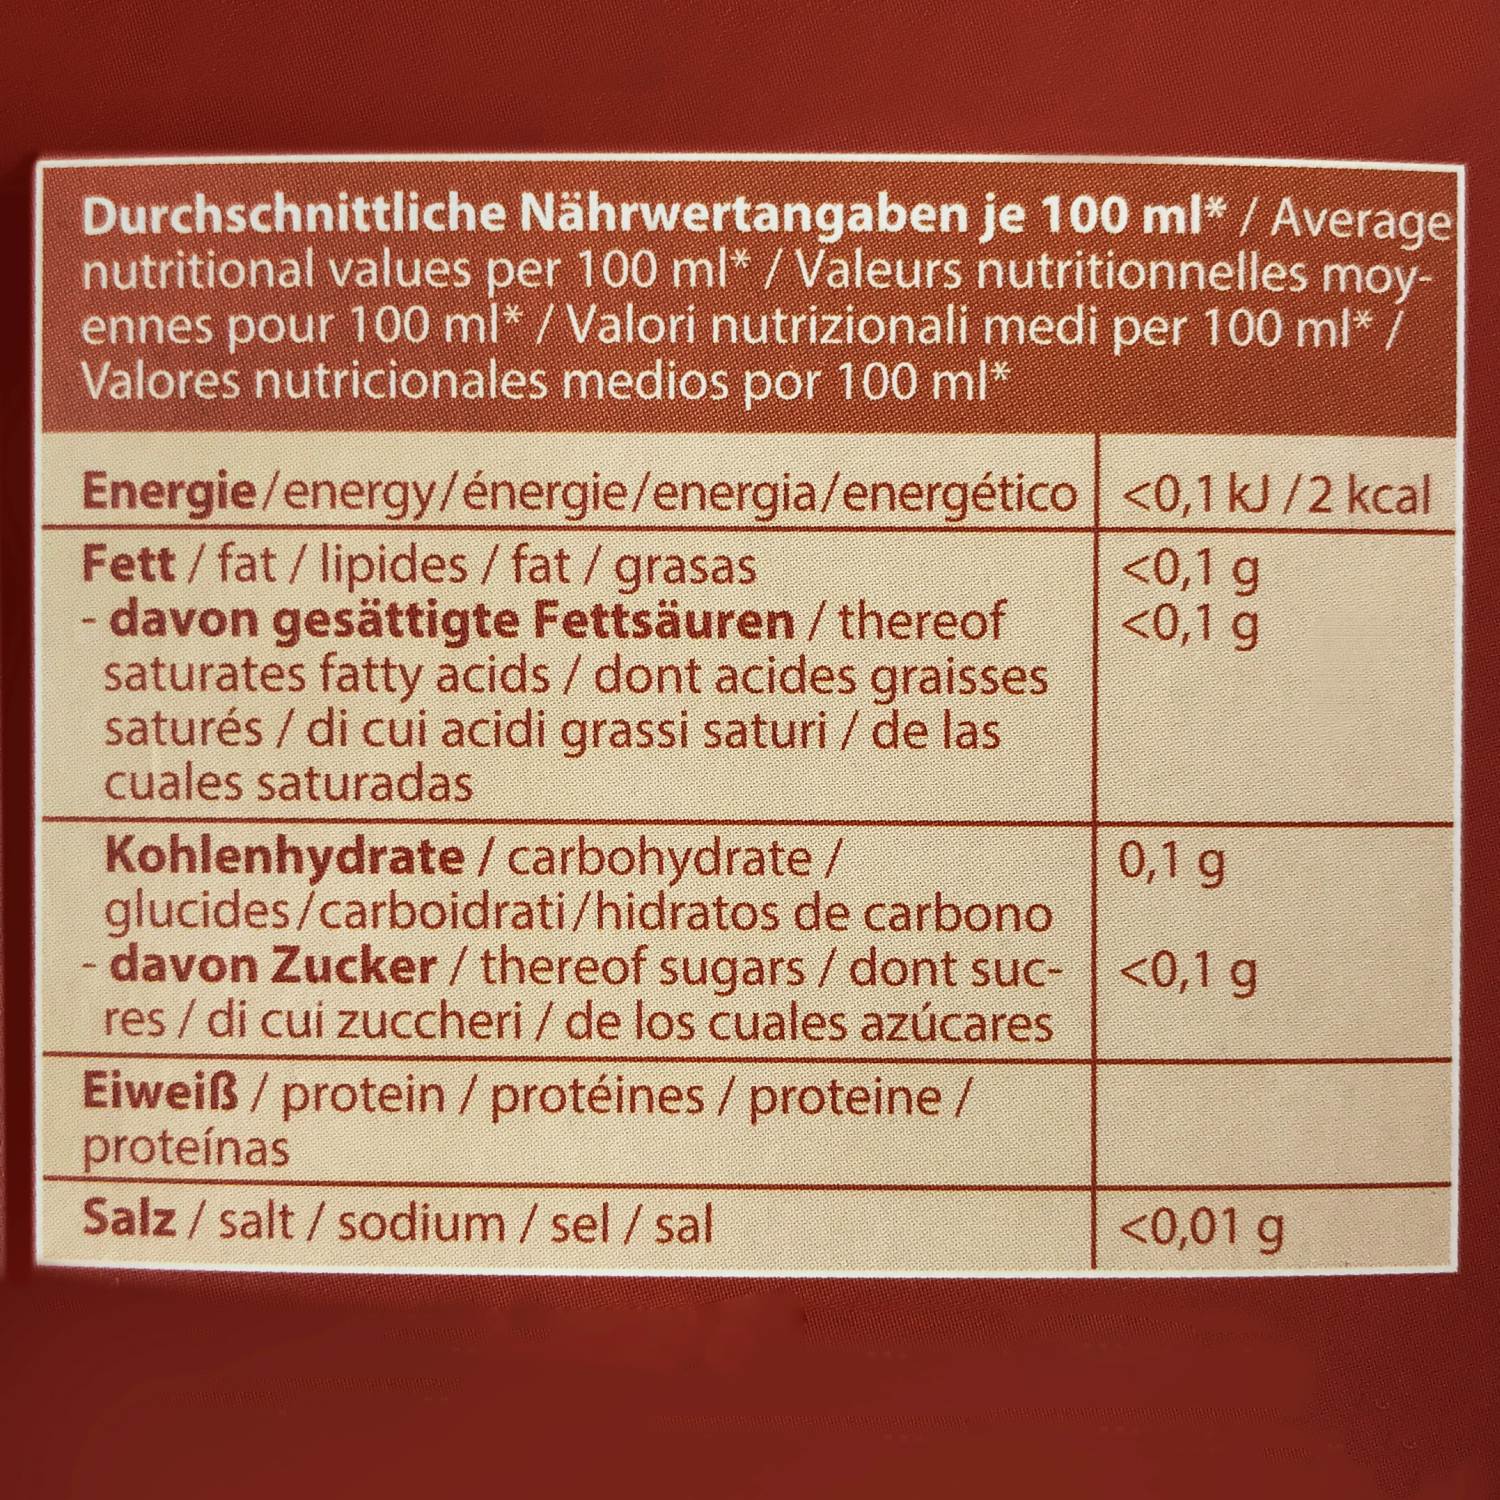 Durchschnittliche Nährwertangaben je 100 ml* / Average
nutritional values per 100 ml* / Valeurs nutritionnelles moy-
ennes pour 100 ml* / Valori nutrizionali medi per 100 ml* /
Valores nutricionales medios por 100 ml*
Energie/energy/énergie/energia/energético <0,1 kJ / 2 kcal
Fett / fat / lipides / fat / grasas <0,1 g
- davon gesättigte Fettsäuren / thereof <0,1 g
saturates fatty acids / dont acides graisses
saturés / di cui acidi grassi saturi / de las
cuales saturadas
Kohlenhydrate / carbohydrate / 0,1 g
glucides/carboidrati/hidratos de carbono
- davon Zucker / thereof sugars / dont suc- <0,1 g
res / di cui zuccheri / de los cuales azúcares
Eiweiß / protein / protéines / proteine /
proteínas
Salz / salt / sodium / sel / sal <0,01 g